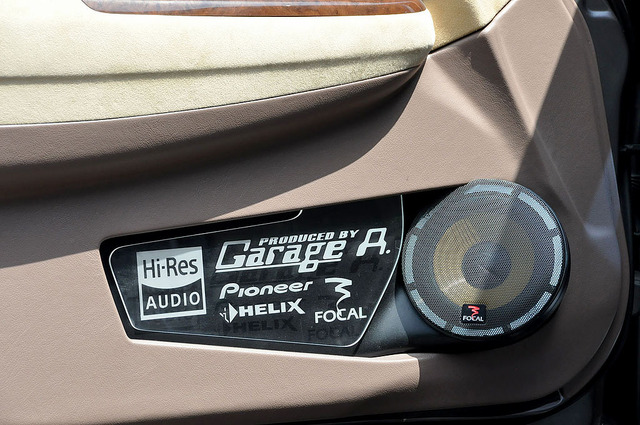 PRODUCED BY
Garage A.
Hi-Res
AUDIO
Pioneer
HELIX
FOCAL
FOCAL